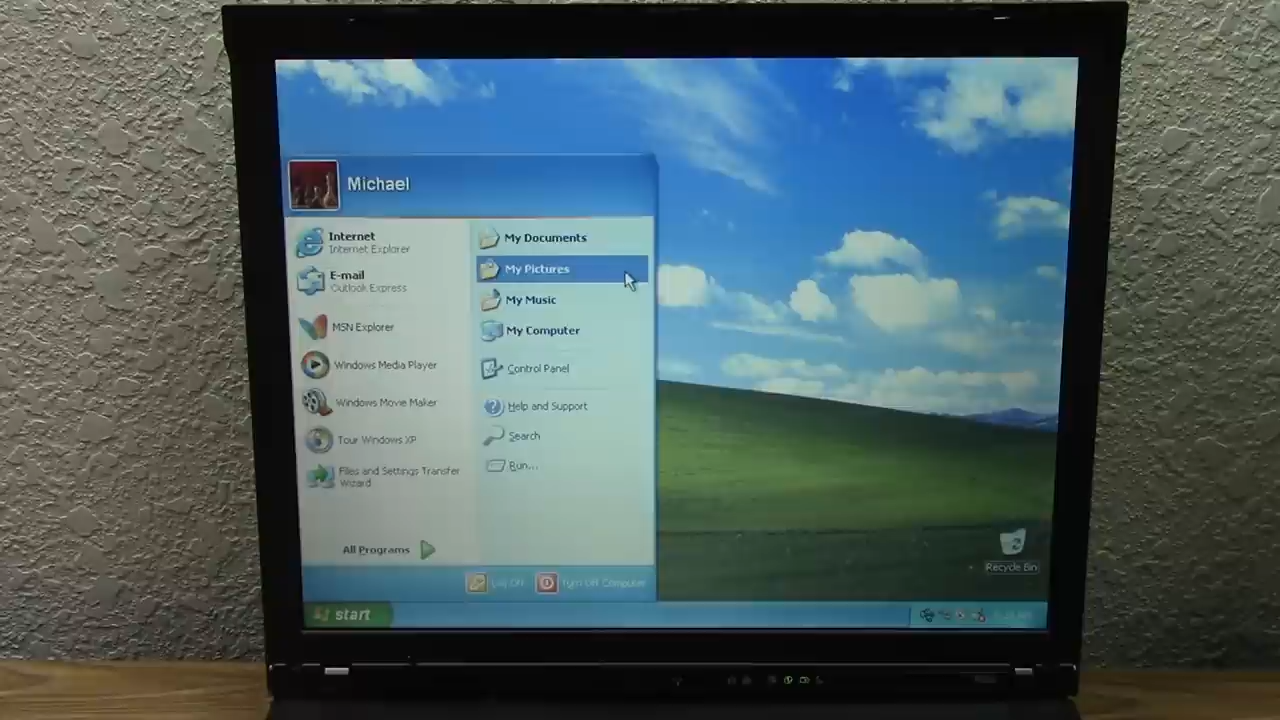 Michael
Internet
Internet Explorer
E-mail
Outlook Express
MSN Explorer
Windows Media Player
Windows Movie Maker
Tour Windows XP
Files and Settings Transfer
Wizard
All Programs
My Documents
My Pictures
My Music
My Computer
Control Panel
Help and Support
Search
Run...
Log Off
Turn Off Computer
Recycle Bin
start